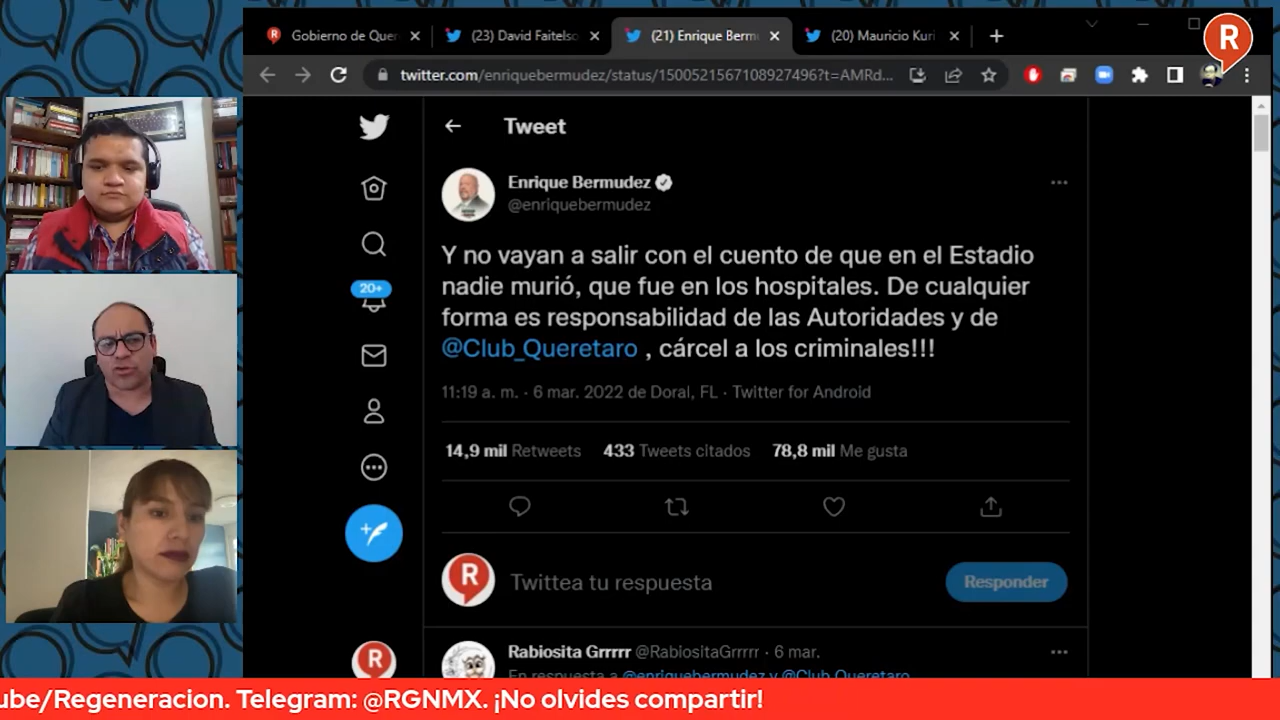 Gobierno de Quer
(23) David Faitelso
(21) Enrique Berm
(20) Mauricio Kuri
R
twitter.com/enriquebermudez/status/1500521567108927496?t=AMRd...
Tweet
Enrique Bermudez
@enriquebermudez
Y no vayan a salir con el cuento de que en el Estadio
nadie murió, que fue en los hospitales. De cualquier
forma es responsabilidad de las Autoridades y de
@Club_Queretaro , cárcel a los criminales!!!
11:19 a. m. · 6 mar. 2022 de Doral, FL · Twitter for Android
20+
14,9 mil Retweets 433 Tweets citados 78,8 mil Me gusta
R
Twittea tu respuesta
Responder
R
Rabiosita Grrrrr @RabiositaGrrrrr · 6 mar.
En respuesta a @enriquebermudez y @Club_Queretaro
ube/Regeneracion. Telegram: @RGNMX. ¡No olvides compartir!